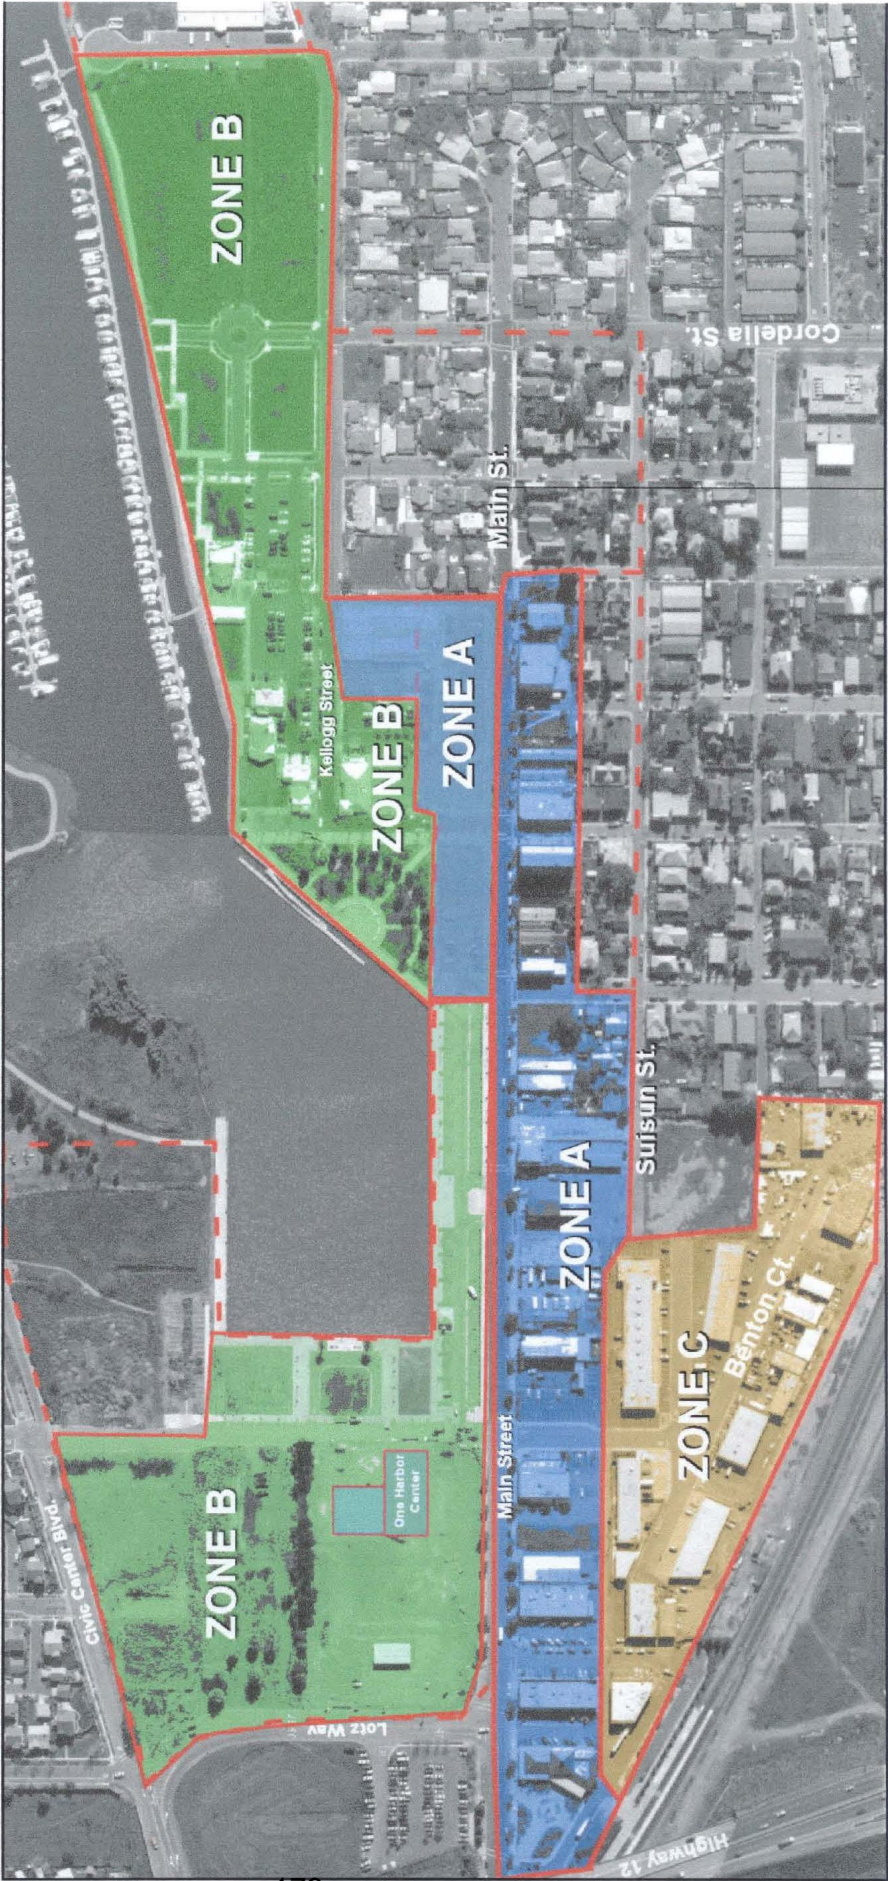 ZONE B
Cordelia St.
Main St.
Kellogg Street
ZONE B
ZONE A
Suisun St.
ZONE A
Benton Ct.
ZONE C
Main Street
One Harbor
Center
ZONE B
Civic Center Blvd.
Lotz Way
Highway 12